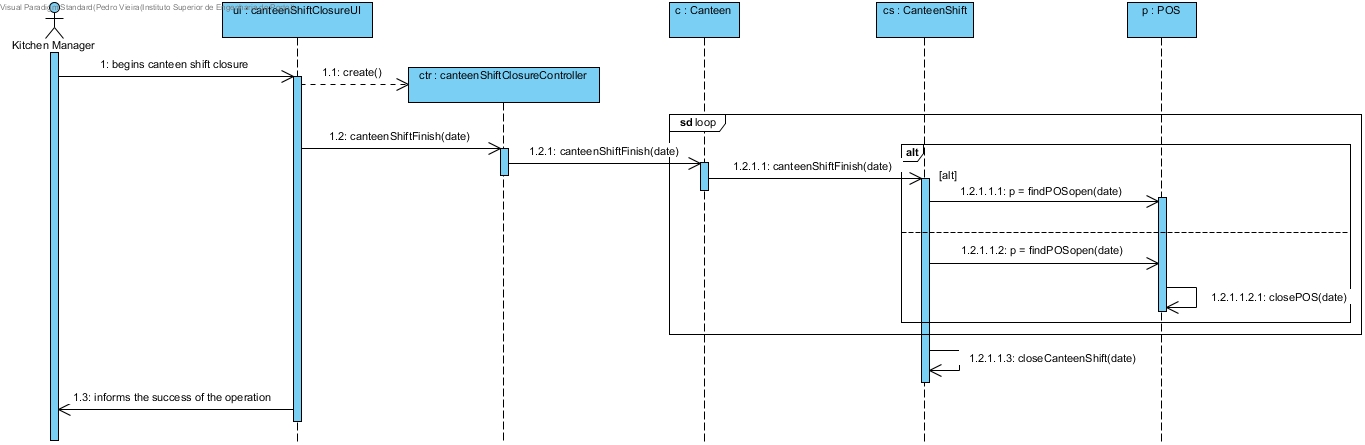 Visual Paradigm Standard(Pedro Vieira(Instituto Superior de Engenharia
ui : canteenShiftClosureUI
c : Canteen
cs : CanteenShift
p : POS
Kitchen Manager
1: begins canteen shift closure
1.1: create()
ctr : canteenShiftClosureController
sd loop
1.2: canteenShiftFinish(date)
1.2.1: canteenShiftFinish(date)
alt
1.2.1.1: canteenShiftFinish(date)
[alt]
1.2.1.1.1: p = findPOSopen(date)
1.2.1.1.2: p = findPOSopen(date)
1.2.1.1.2.1: closePOS(date)
1.2.1.1.3: closeCanteenShift(date)
1.3: informs the success of the operation